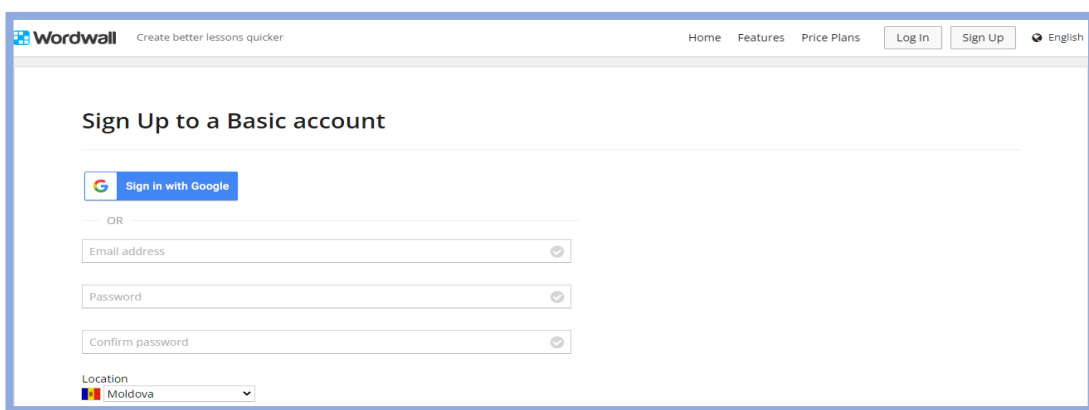 Wordwall Create better lessons quicker Home Features Price Plans Log In Sign Up English
Sign Up to a Basic account
Sign in with Google
OR
Email address
Password
Confirm password
Location
Moldova